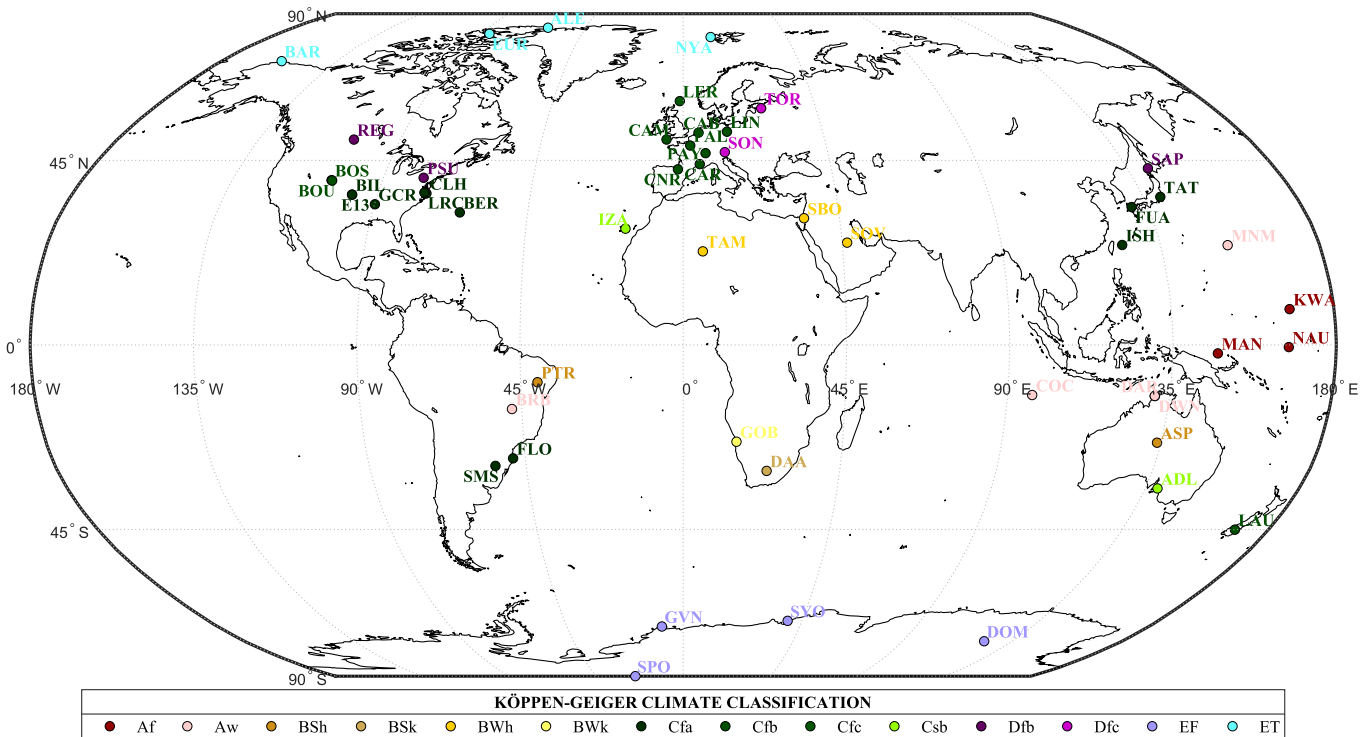 90° N
ALE
EUR
NYA
BAR
LER
TOR
REG
CAM
CAB
LIN
PAL
45° N
PAY
SON
SAP
BOS
PSU
CNR
CAR
BOU
BIL
GCR
CLH
TAT
E13
LRC
BER
FUA
IZA
SBO
TAM
SOV
ISH
MNM
KWA
0°
MAN
NAU
180° W
135° W
90° W
45° W
PTR
0° E
45° E
90° E
COC
DAR
135° E
180° E
BRB
DWN
GOB
ASP
FLO
DAA
SMS
ADL
45° S
LAU
GVN
SYO
DOM
SPO
90° S
KÖPPEN-GEIGER CLIMATE CLASSIFICATION
Af Aw BSh BSk BWh BWk Cfa Cfb Cfc Csb Dfb Dfc EF ET